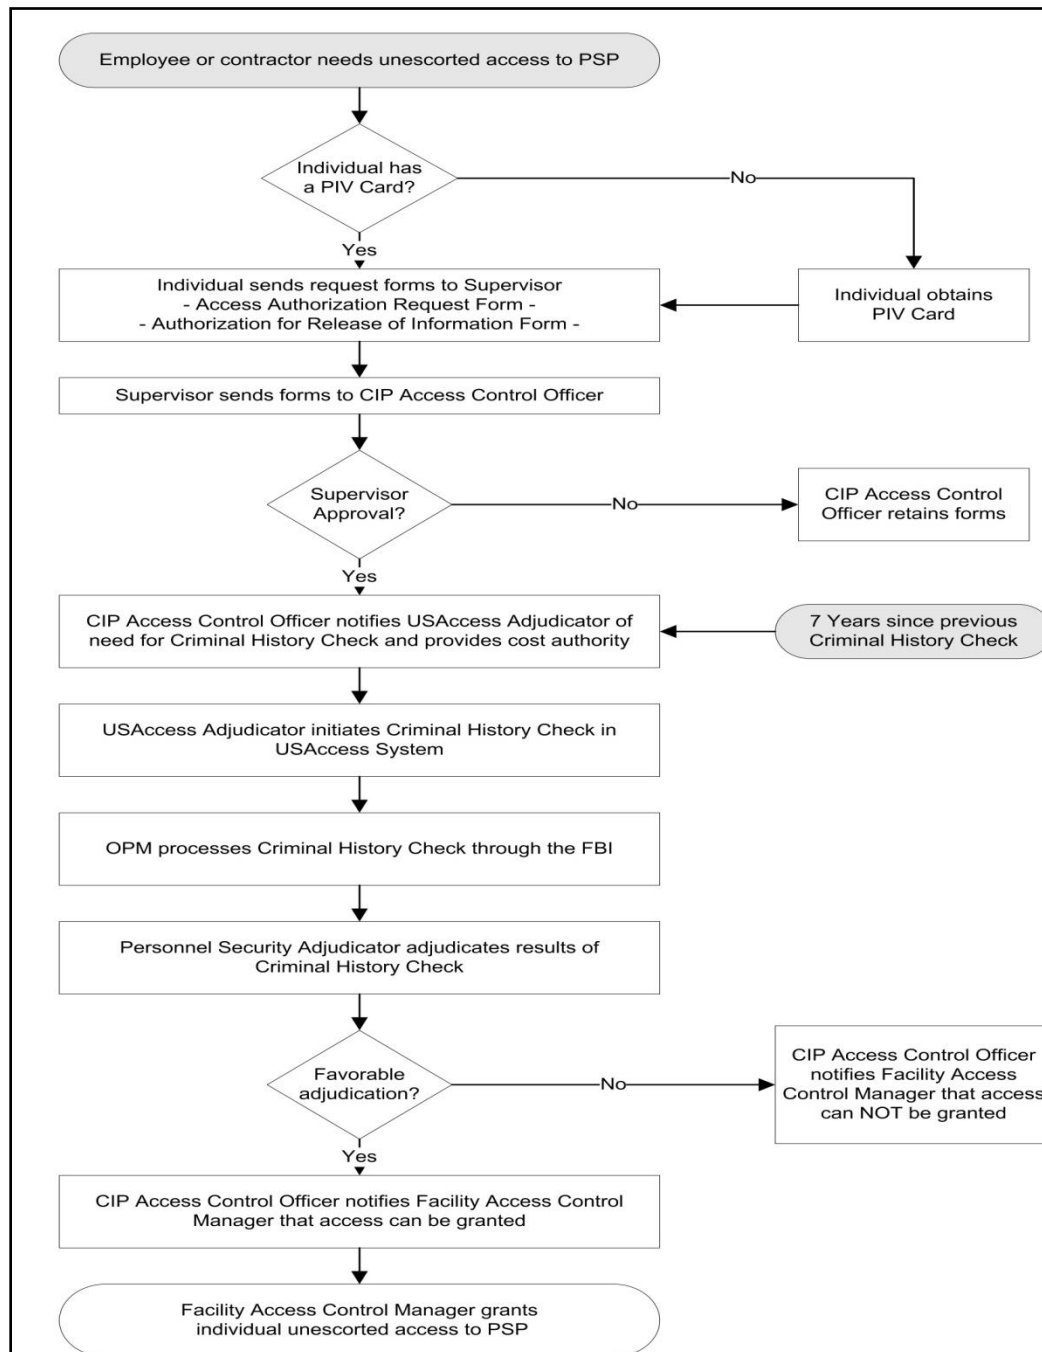 Employee or contractor needs unescorted access to PSP
Individual has
a PIV Card?
No
Yes
Individual sends request forms to Supervisor
- Access Authorization Request Form -
- Authorization for Release of Information Form -
Individual obtains
PIV Card
Supervisor sends forms to CIP Access Control Officer
Supervisor
Approval?
No
CIP Access Control
Officer retains forms
Yes
CIP Access Control Officer notifies USAccess Adjudicator of
need for Criminal History Check and provides cost authority
7 Years since previous
Criminal History Check
USAccess Adjudicator initiates Criminal History Check in
USAccess System
OPM processes Criminal History Check through the FBI
Personnel Security Adjudicator adjudicates results of
Criminal History Check
Favorable
adjudication?
No
CIP Access Control Officer
notifies Facility Access
Control Manager that access
can NOT be granted
Yes
CIP Access Control Officer notifies Facility Access Control
Manager that access can be granted
Facility Access Control Manager grants
individual unescorted access to PSP